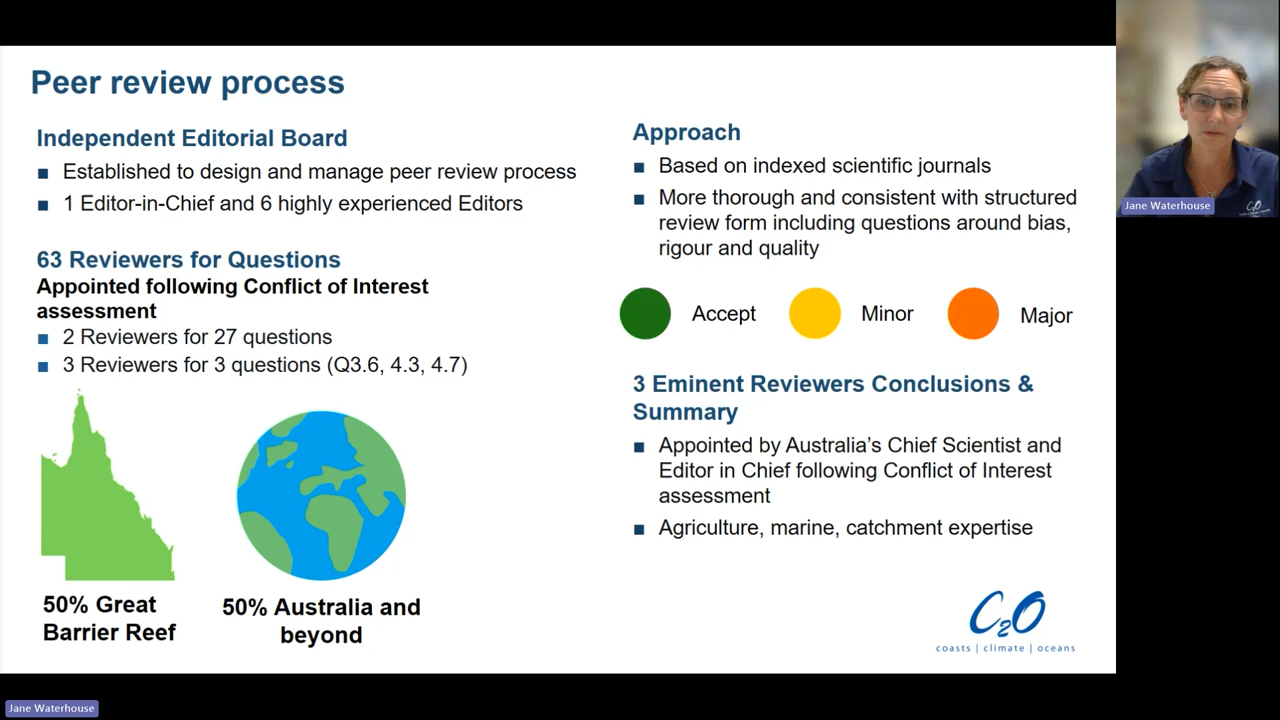 Peer review process
Independent Editorial Board
Established to design and manage peer review process
1 Editor-in-Chief and 6 highly experienced Editors
63 Reviewers for Questions
Appointed following Conflict of Interest
assessment
2 Reviewers for 27 questions
3 Reviewers for 3 questions (Q3.6, 4.3, 4.7)
50% Great
Barrier Reef
50% Australia and
beyond
Approach
Based on indexed scientific journals
More thorough and consistent with structured
review form including questions around bias,
rigour and quality
Accept
Minor
Major
3 Eminent Reviewers Conclusions &
Summary
Appointed by Australia's Chief Scientist and
Editor in Chief following Conflict of Interest
assessment
Agriculture, marine, catchment expertise
C2O
coasts | climate | oceans
Jane Waterhouse
C2O
Jane Waterhouse